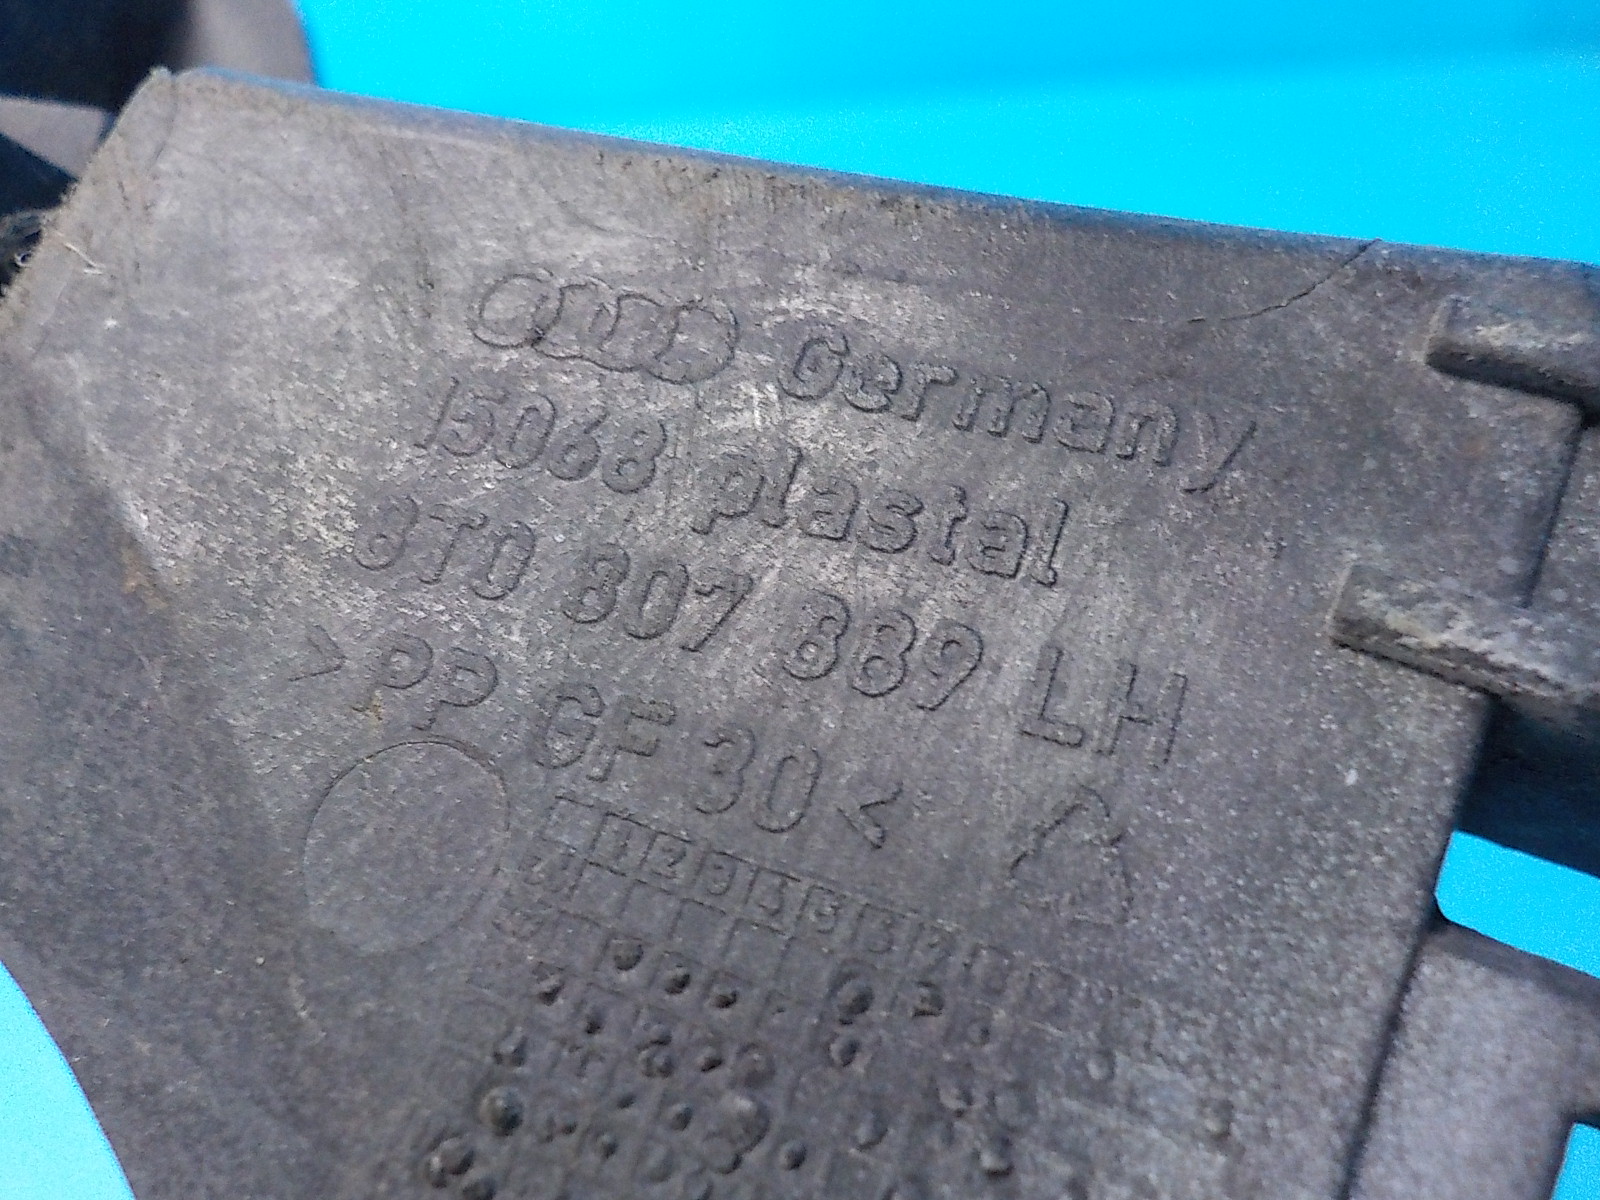 Germany
15068 plastal
8T0 807 889 LH
>PP GF 30<